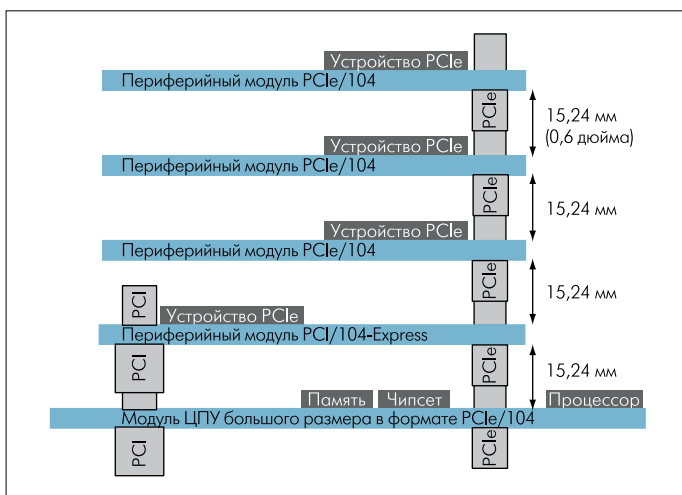 Устройство PCIe
Периферийный модуль PCIe/104
PCIe
15,24 мм
(0,6 дюйма)
Устройство PCIe
Периферийный модуль PCIe/104
PCIe
15,24 мм
Устройство PCIe
Периферийный модуль PCIe/104
PCIe
15,24 мм
PCI
Устройство PCIe
Периферийный модуль PCI/104-Express
PCI
PCIe
15,24 мм
Память
Чипсет
Процессор
Модуль ЦПУ большого размера в формате PCIe/104
PCI
PCIe